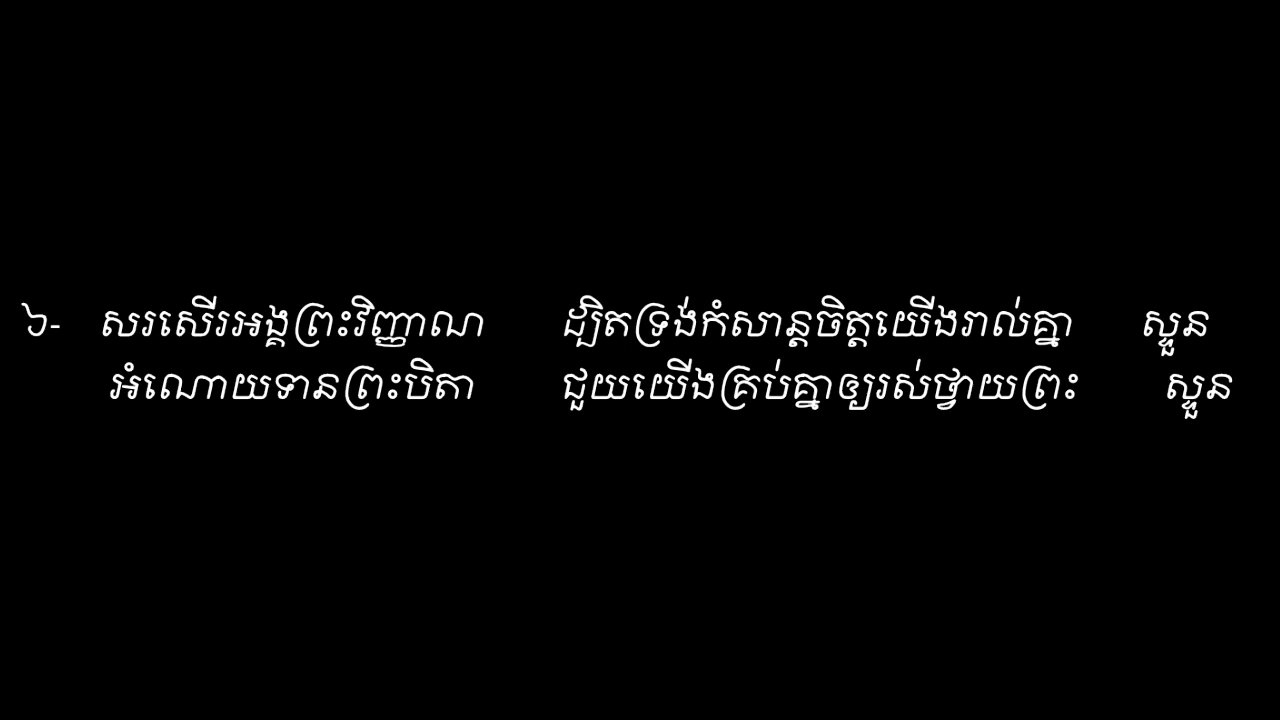 ៦- សរសើរអង្គព្រះវិញ្ញាណ ដ្បិតទ្រង់កំសាន្តចិត្តយើងរាល់គ្នា ស្ទួន
អំណោយទានព្រះបិតា ជួយយើងគ្រប់គ្នាឲ្យរស់ថ្វាយព្រះ ស្ទួន